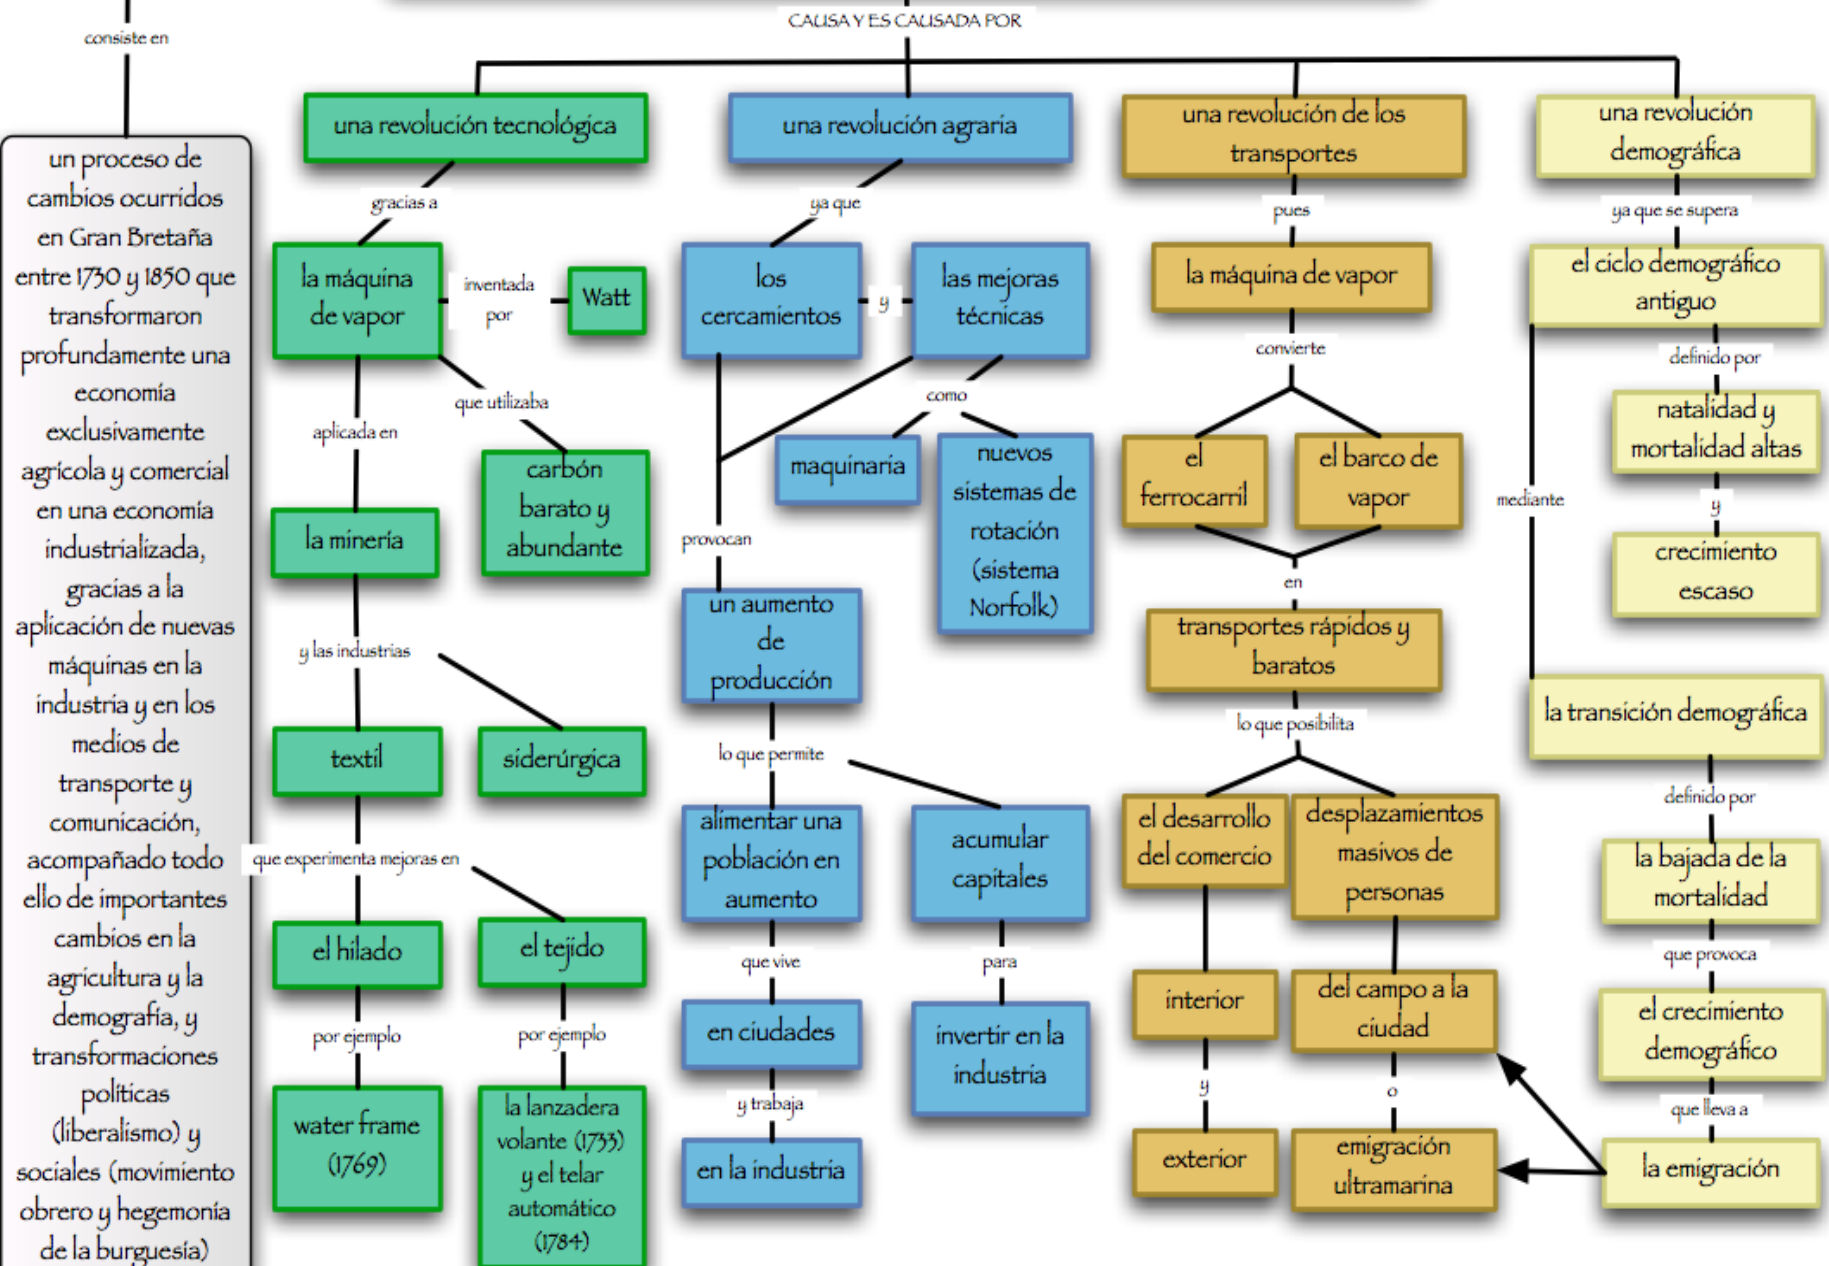 CAUSA Y ES CAUSADA POR
consiste en
un proceso de
cambios ocurridos
en Gran Bretaña
entre 1730 y 1850 que
transformaron
profundamente una
economía
exclusivamente
agrícola y comercial
en una economía
industrializada,
gracias a la
aplicación de nuevas
máquinas en la
industria y en los
medios de
transporte y
comunicación,
acompañado todo
ello de importantes
cambios en la
agricultura y la
demografía, y
transformaciones
políticas
(liberalismo) y
sociales (movimiento
obrero y hegemonía
de la burguesía)
una revolución tecnológica
gracias a
la máquina
de vapor
inventada
por
Watt
que utilizaba
carbón
barato y
abundante
aplicada en
la minería
y las industrias
textil
siderúrgica
que experimenta mejoras en
el hilado
el tejido
por ejemplo
por ejemplo
water frame
(1769)
la lanzadera
volante (1733)
y el telar
automático
(1784)
una revolución agraria
ya que
los
cercamientos
y
las mejoras
técnicas
como
maquinaria
nuevos
sistemas de
rotación
(sistema
Norfolk)
provocan
un aumento
de
producción
lo que permite
alimentar una
población en
aumento
acumular
capitales
que vive
para
en ciudades
invertir en la
industria
y trabaja
en la industria
una revolución de los
transportes
pues
la máquina de vapor
convierte
el
ferrocarril
el barco de
vapor
en
transportes rápidos y
baratos
lo que posibilita
el desarrollo
del comercio
desplazamientos
masivos de
personas
interior
del campo a la
ciudad
y
o
exterior
emigración
ultramarina
una revolución
demográfica
ya que se supera
el ciclo demográfico
antiguo
definido por
natalidad y
mortalidad altas
y
crecimiento
escaso
mediante
la transición demográfica
definido por
la bajada de la
mortalidad
que provoca
el crecimiento
demográfico
que lleva a
la emigración